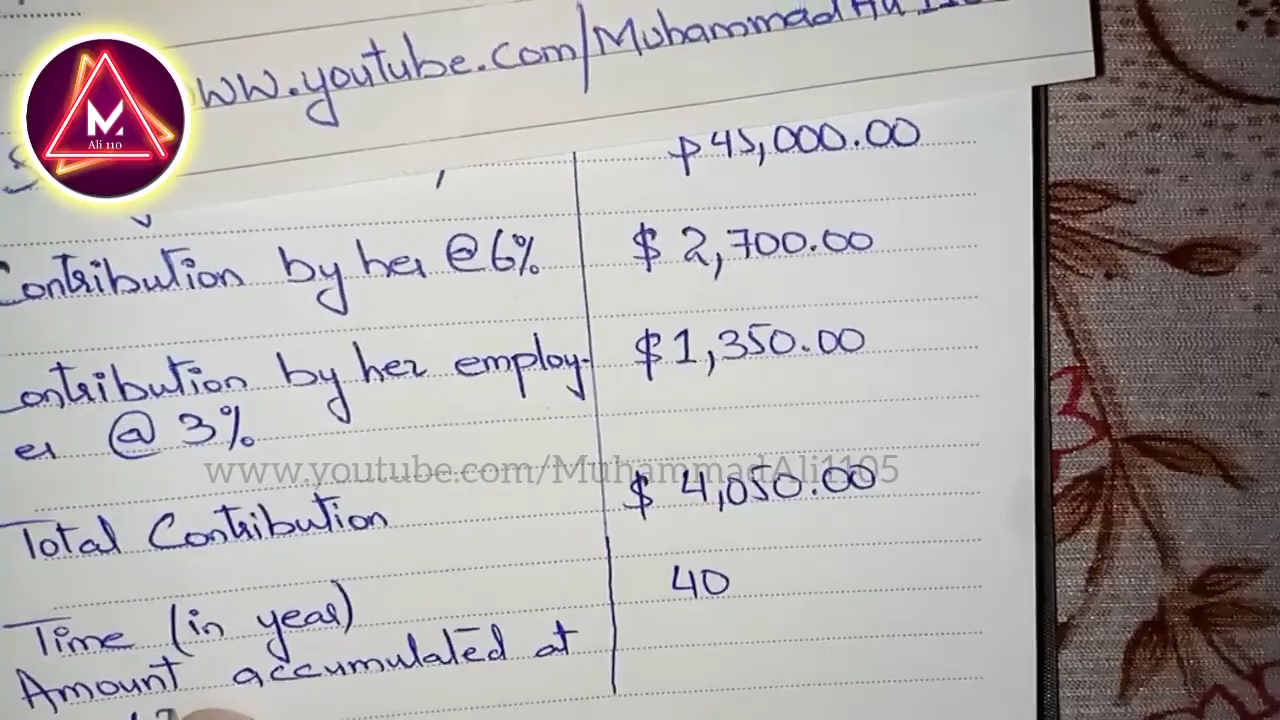 www.youtube.com/MuhammadAli
M
Ali 110
$ 45,000.00
Contribution by her @ 6% $ 2,700.00
Contribution by her employ- $ 1,350.00
er @ 3%
www.youtube.com/MuhammadAli1105
Total Contribution $ 4,050.00
Time (in year) 40
Amount accumulated at